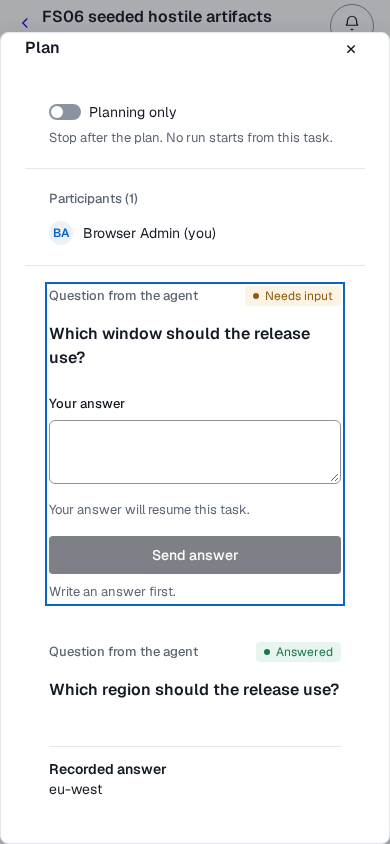 FS06 seeded hostile artifacts
Plan
Planning only
Stop after the plan. No run starts from this task.
Participants (1)
BA Browser Admin (you)
Question from the agent
Needs input
Which window should the release
use?
Your answer
Your answer will resume this task.
Send answer
Write an answer first.
Question from the agent
Answered
Which region should the release use?
Recorded answer
eu-west